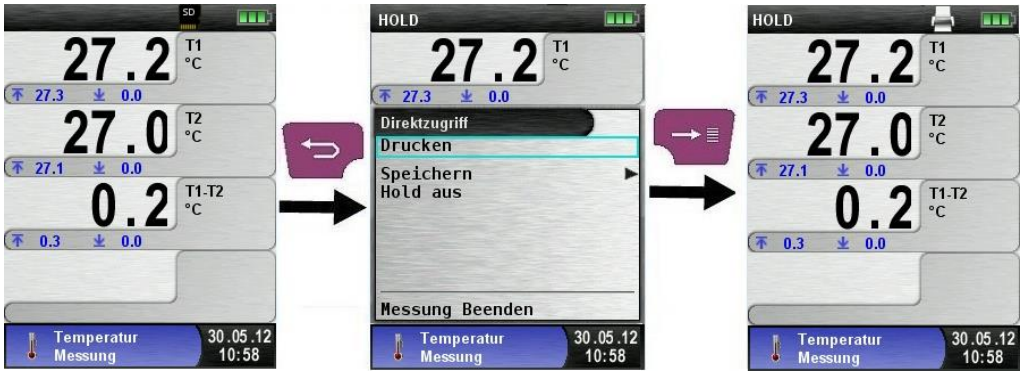 SD
27.2 T1
°C
27.3 0.0
27.0 T2
°C
27.1 0.0
0.2 T1-T2
°C
0.3 0.0
Temperatur 30.05.12
Messung 10:58
HOLD
27.2 T1
°C
27.3 0.0
Direktzugriff
Drucken
Speichern
Hold aus
Messung Beenden
Temperatur 30.05.12
Messung 10:58
HOLD
27.2 T1
°C
27.3 0.0
27.0 T2
°C
27.1 0.0
0.2 T1-T2
°C
0.3 0.0
Temperatur 30.05.12
Messung 10:58